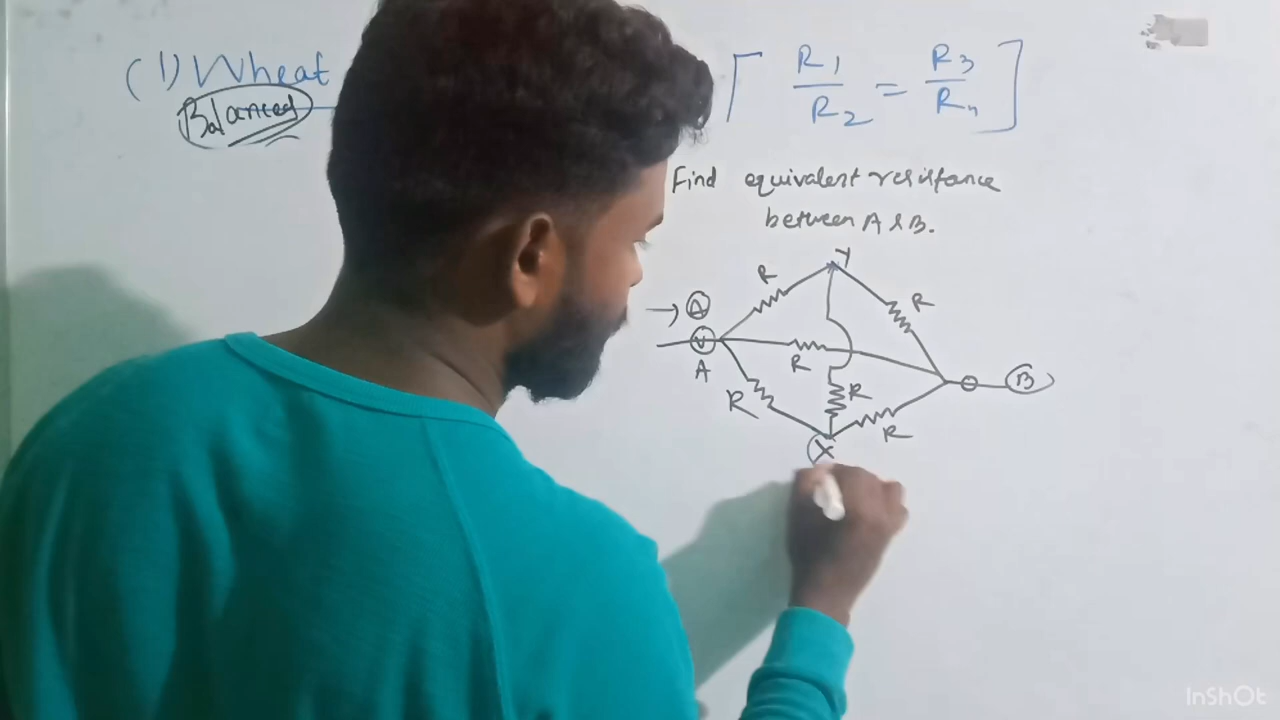 (1) Wheat
Balanced
[ R1/R2 = R3/R4 ]
Find equivalent resistance
between A & B.
Y
R
R
→ A
A
R
B
R
R
R
X
InShOt